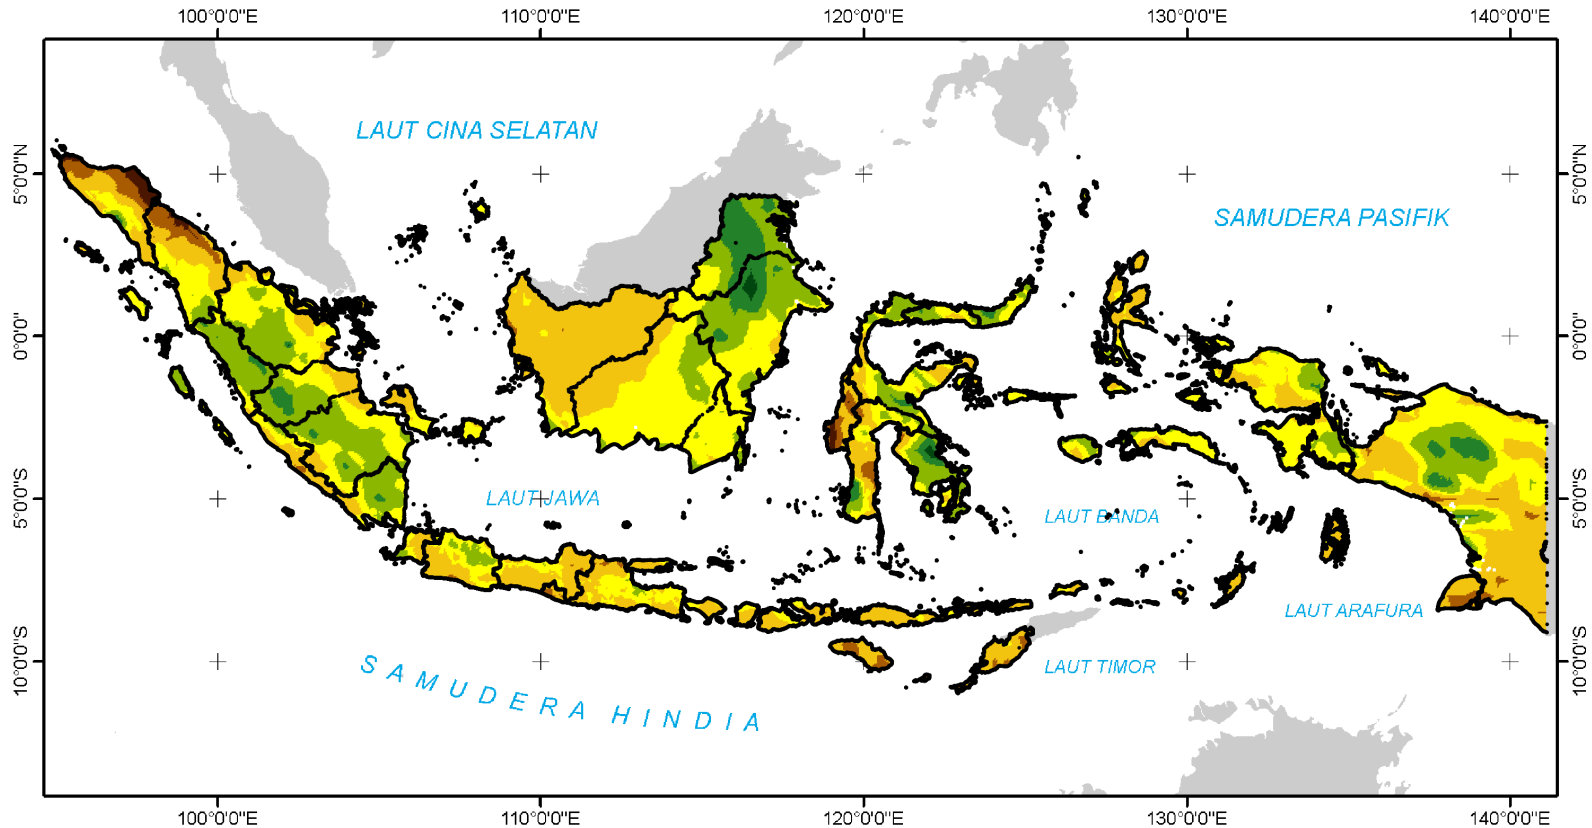 100°0'0"E 110°0'0"E 120°0'0"E 130°0'0"E 140°0'0"E
LAUT CINA SELATAN
5°0'0"N 5°0'0"N
SAMUDERA PASIFIK
0°0'0" 0°0'0"
LAUT JAWA
5°0'0"S 5°0'0"S
LAUT BANDA
LAUT ARAFURA
10°0'0"S 10°0'0"S
LAUT TIMOR
SAMUDERA HINDIA
100°0'0"E 110°0'0"E 120°0'0"E 130°0'0"E 140°0'0"E